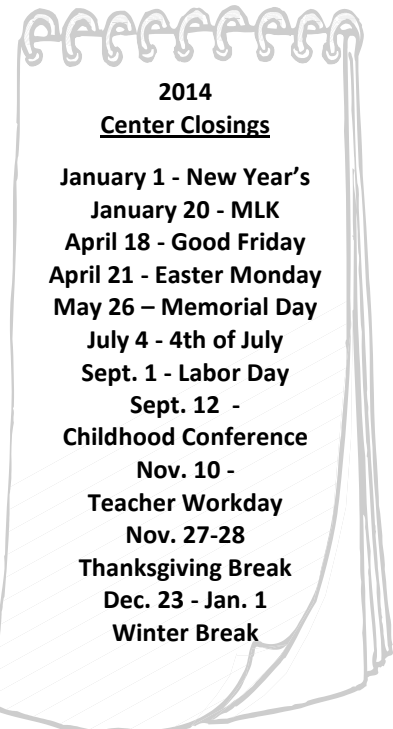 2014
Center Closings
January 1 - New Year’s
January 20 - MLK
April 18 - Good Friday
April 21 - Easter Monday
May 26 – Memorial Day
July 4 - 4th of July
Sept. 1 - Labor Day
Sept. 12  -
Childhood Conference
Nov. 10 -
Teacher Workday
Nov. 27-28
Thanksgiving Break
Dec. 23 - Jan. 1
Winter Break